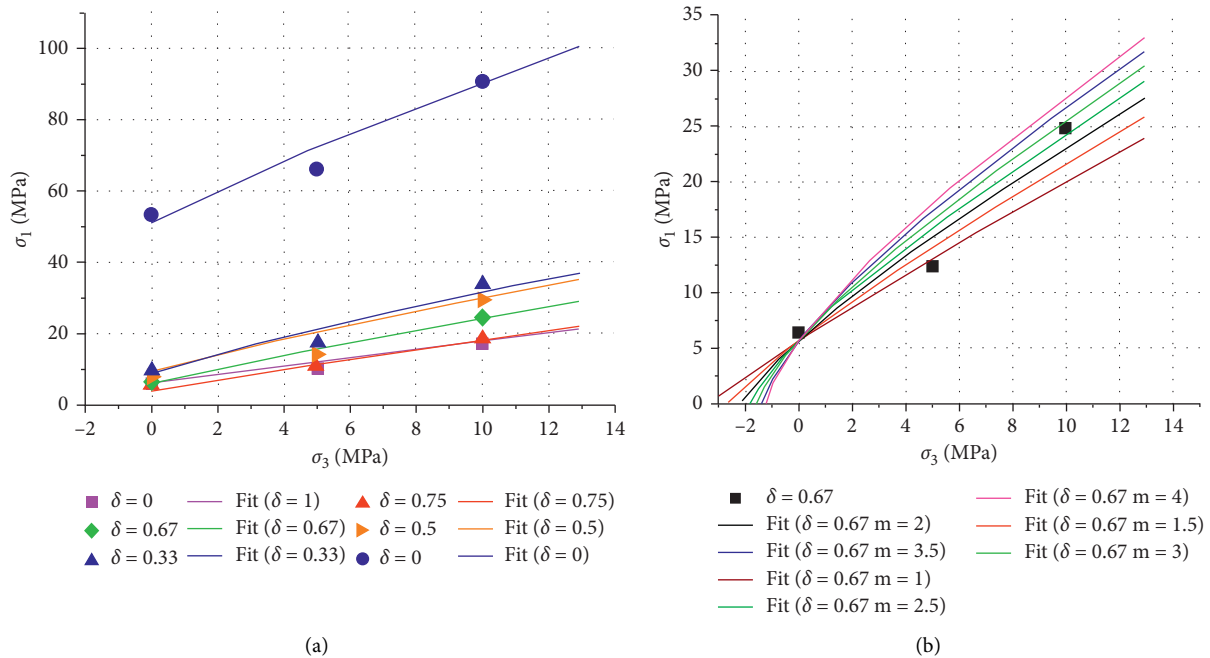 100
80
60
40
20
0
σ1 (MPa)
−2 0 2 4 6 8 10 12 14
σ3 (MPa)
δ = 0 Fit (δ = 1) δ = 0.75 Fit (δ = 0.75)
δ = 0.67 Fit (δ = 0.67) δ = 0.5 Fit (δ = 0.5)
δ = 0.33 Fit (δ = 0.33) δ = 0 Fit (δ = 0)
(a)
35
30
25
20
15
10
5
0
σ1 (MPa)
−2 0 2 4 6 8 10 12 14
σ3 (MPa)
δ = 0.67
Fit (δ = 0.67 m = 2)
Fit (δ = 0.67 m = 3.5)
Fit (δ = 0.67 m = 1)
Fit (δ = 0.67 m = 2.5)
Fit (δ = 0.67 m = 4)
Fit (δ = 0.67 m = 1.5)
Fit (δ = 0.67 m = 3)
(b)